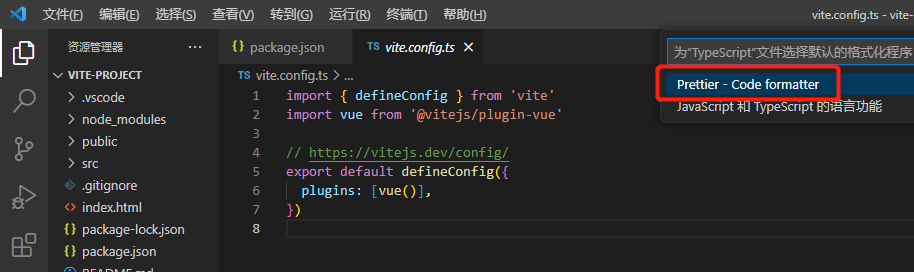 文件(F) 编辑(E) 选择(S) 查看(V) 转到(G) 运行(R) 终端(T) 帮助(H) vite.config.ts - vite-
资源管理器
VITE-PROJECT
.vscode
node_modules
public
src
.gitignore
index.html
package-lock.json
package.json
README.md
package.json
TS vite.config.ts
TS vite.config.ts > ...
1 import { defineConfig } from 'vite'
2 import vue from '@vitejs/plugin-vue'
3
4 // https://vitejs.dev/config/
5 export default defineConfig({
6 plugins: [vue()],
7 })
8
为"TypeScript"文件选择默认的格式化程序
Prettier - Code formatter
JavaScript 和 TypeScript 的语言功能